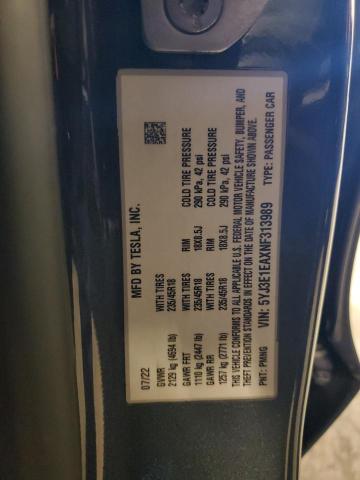 MFD BY TESLA, INC.
07/22
GVWR WITH TIRES RIM COLD TIRE PRESSURE
2129 kg (4694 lb) 235/45R18 18X8.5J 290 kPa, 42 psi
GAWR FRT WITH TIRES RIM COLD TIRE PRESSURE
1110 kg (2447 lb) 235/45R18 18X8.5J 290 kPa, 42 psi
GAWR RR
1257 kg (2771 lb)
THIS VEHICLE CONFORMS TO ALL APPLICABLE U.S. FEDERAL MOTOR VEHICLE SAFETY, BUMPER, AND
THEFT PREVENTION STANDARDS IN EFFECT ON THE DATE OF MANUFACTURE SHOWN ABOVE.
VIN: 5YJ3E1EAXNF313989
PNT: PMNG TYPE: PASSENGER CAR